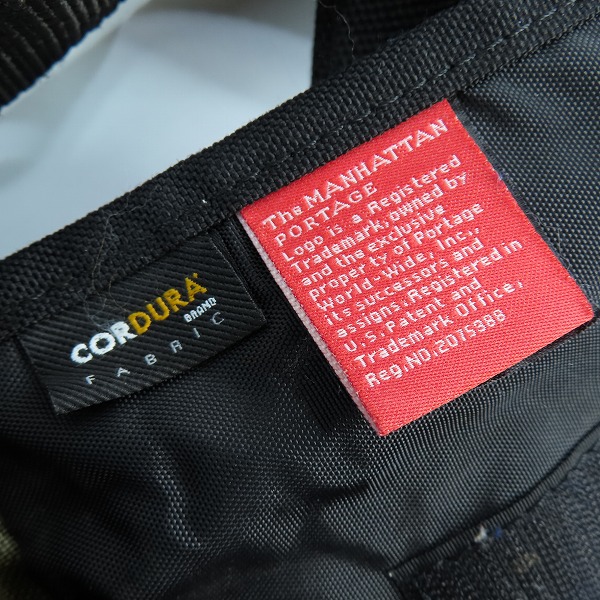 CORDURA®
BRAND
FABRIC
The MANHATTAN
PORTAGE
Logo is a Registered
Trademark, owned by
and the exclusive
property of Portage
World-Wide, Inc.,
its successors and
assigns, Registered in
U.S. Patent and
Trademark Office,
Reg.NO.2075388